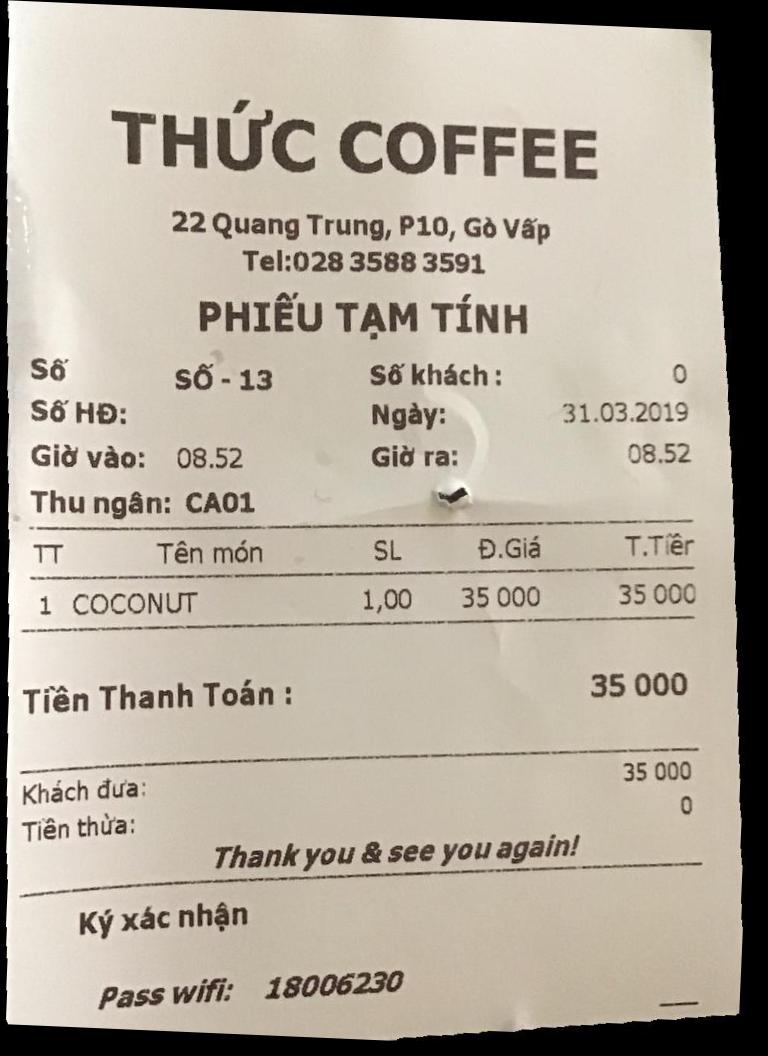 THỨC COFFEE
22 Quang Trung, P10, Gò Vấp
Tel:028 3588 3591
PHIẾU TẠM TÍNH
Số SỐ - 13 Số khách : 0
Số HĐ: Ngày: 31.03.2019
Giờ vào: 08.52 Giờ ra: 08.52
Thu ngân: CA01
TT Tên món SL Đ.Giá T.Tiền
1 COCONUT 1,00 35 000 35 000
Tiền Thanh Toán : 35 000
Khách đưa: 35 000
Tiền thừa: 0
Thank you & see you again!
Ký xác nhận
Pass wifi: 18006230